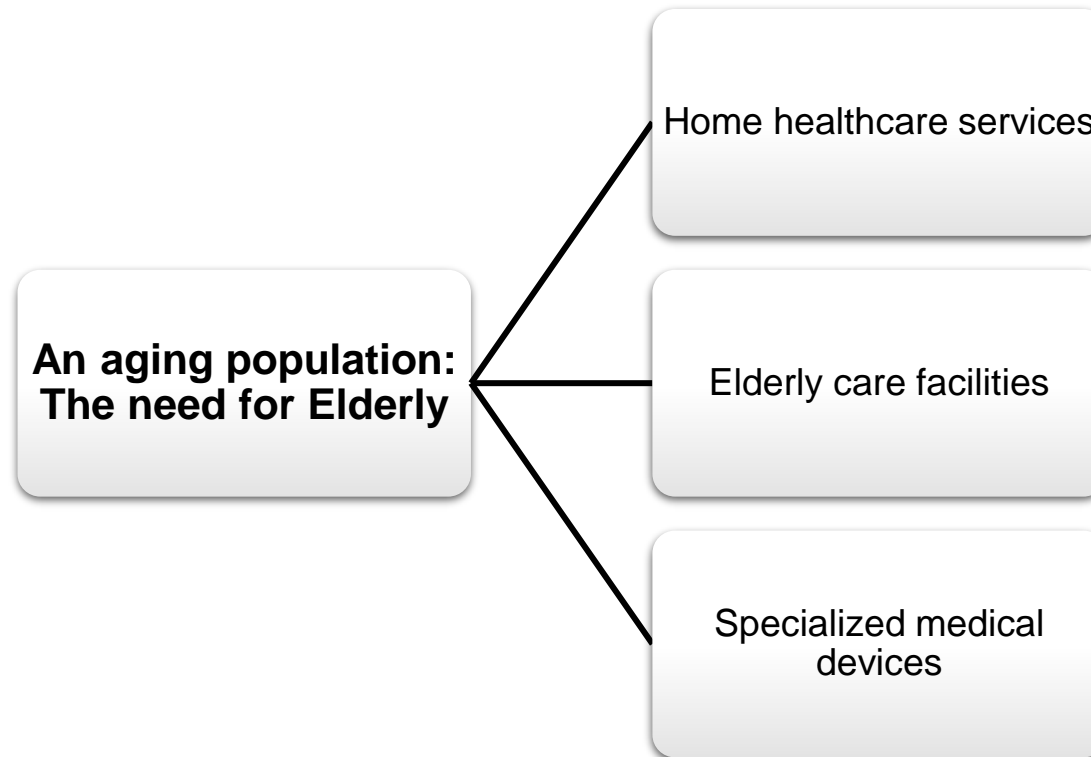 Home healthcare services
An aging population:
The need for Elderly
Elderly care facilities
Specialized medical
devices